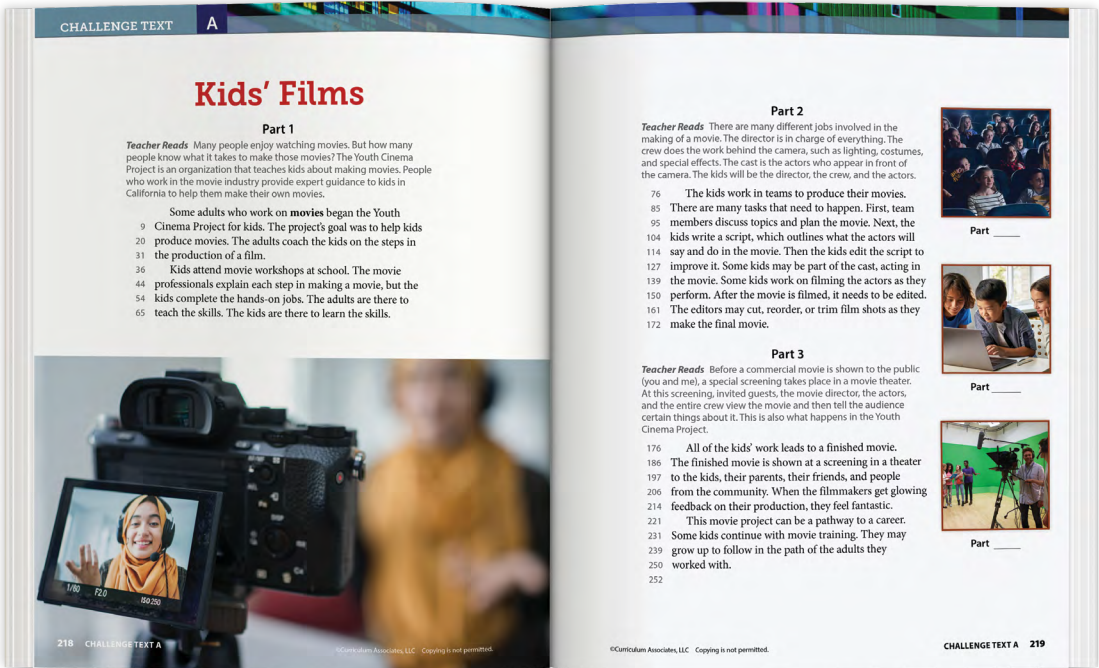 CHALLENGE TEXT A
Kids' Films
Part 1
Teacher Reads Many people enjoy watching movies. But how many
people know what it takes to make those movies? The Youth Cinema
Project is an organization that teaches kids about making movies. People
who work in the movie industry provide expert guidance to kids in
California to help them make their own movies.
Some adults who work on movies began the Youth
9 Cinema Project for kids. The project's goal was to help kids
20 produce movies. The adults coach the kids on the steps in
31 the production of a film.
36 Kids attend movie workshops at school. The movie
44 professionals explain each step in making a movie, but the
54 kids complete the hands-on jobs. The adults are there to
65 teach the skills. The kids are there to learn the skills.
1/60 F2.0 ISO 250
218 CHALLENGE TEXT A
©Curriculum Associates, LLC Copying is not permitted.
Part 2
Teacher Reads There are many different jobs involved in the
making of a movie. The director is in charge of everything. The
crew does the work behind the camera, such as lighting, costumes,
and special effects. The cast is the actors who appear in front of
the camera. The kids will be the director, the crew, and the actors.
76 The kids work in teams to produce their movies.
85 There are many tasks that need to happen. First, team
95 members discuss topics and plan the movie. Next, the
104 kids write a script, which outlines what the actors will
114 say and do in the movie. Then the kids edit the script to
127 improve it. Some kids may be part of the cast, acting in
139 the movie. Some kids work on filming the actors as they
150 perform. After the movie is filmed, it needs to be edited.
161 The editors may cut, reorder, or trim film shots as they
172 make the final movie.
Part 3
Teacher Reads Before a commercial movie is shown to the public
(you and me), a special screening takes place in a movie theater.
At this screening, invited guests, the movie director, the actors,
and the entire crew view the movie and then tell the audience
certain things about it. This is also what happens in the Youth
Cinema Project.
176 All of the kids' work leads to a finished movie.
186 The finished movie is shown at a screening in a theater
197 to the kids, their parents, their friends, and people
206 from the community. When the filmmakers get glowing
214 feedback on their production, they feel fantastic.
221 This movie project can be a pathway to a career.
231 Some kids continue with movie training. They may
239 grow up to follow in the path of the adults they
250 worked with.
252
Part _____
Part _____
Part _____
©Curriculum Associates, LLC Copying is not permitted.
CHALLENGE TEXT A 219